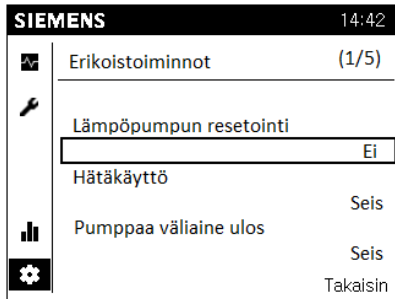 SIEMENS 14:42
Erikoistoiminnot (1/5)
Lämpöpumpun resetointi
Ei
Hätäkäyttö
Seis
Pumppaa väliaine ulos
Seis
Takaisin